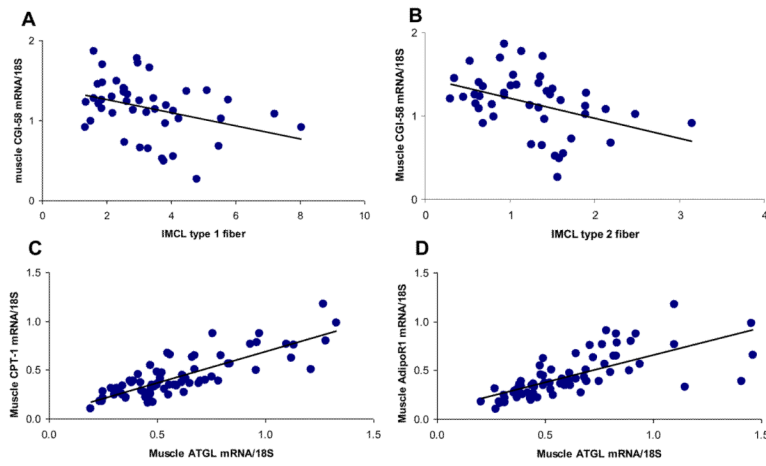 A
muscle CGI-58 mRNA/18S
2
1
0
0 2 4 6 8 10
IMCL type 1 fiber
B
Muscle CGI-58 mRNA/18S
2
1
0
0 1 2 3 4
IMCL type 2 fiber
C
Muscle CPT-1 mRNA/18S
1.5
1.0
0.5
0.0
0.0 0.5 1.0 1.5
Muscle ATGL mRNA/18S
D
Muscle AdipoR1 mRNA/18S
1.5
1.0
0.5
0.0
0.0 0.5 1.0 1.5
Muscle ATGL mRNA/18S